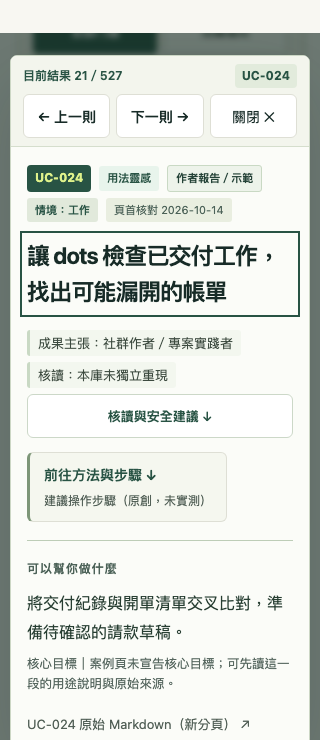 目前結果 21 / 527
UC-024
← 上一則
下一則 →
關閉 ×
UC-024
用法靈感
作者報告 / 示範
情境：工作
頁首核對 2026-10-14
讓 dots 檢查已交付工作，
找出可能漏開的帳單
成果主張：社群作者 / 專案實踐者
核讀：本庫未獨立重現
核讀與安全建議 ↓
前往方法與步驟 ↓
建議操作步驟（原創，未實測）
可以幫你做什麼
將交付紀錄與開單清單交叉比對，準
備待確認的請款草稿。
核心目標｜案例頁未宣告核心目標；可先讀這一
段的用途說明與原始來源。
UC-024 原始 Markdown（新分頁） ↗